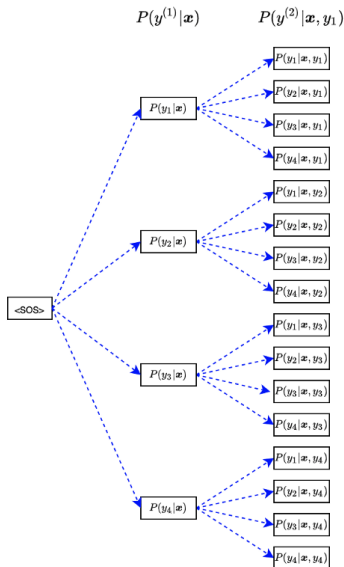 P(y^{(1)}|x) P(y^{(2)}|x, y_1)
P(y_1|x, y_1)
P(y_2|x, y_1)
P(y_1|x)
P(y_3|x, y_1)
P(y_4|x, y_1)
P(y_1|x, y_2)
P(y_2|x, y_2)
P(y_2|x)
P(y_3|x, y_2)
P(y_4|x, y_2)
<SOS>
P(y_1|x, y_3)
P(y_2|x, y_3)
P(y_3|x)
P(y_3|x, y_3)
P(y_4|x, y_3)
P(y_1|x, y_4)
P(y_2|x, y_4)
P(y_4|x)
P(y_3|x, y_4)
P(y_4|x, y_4)